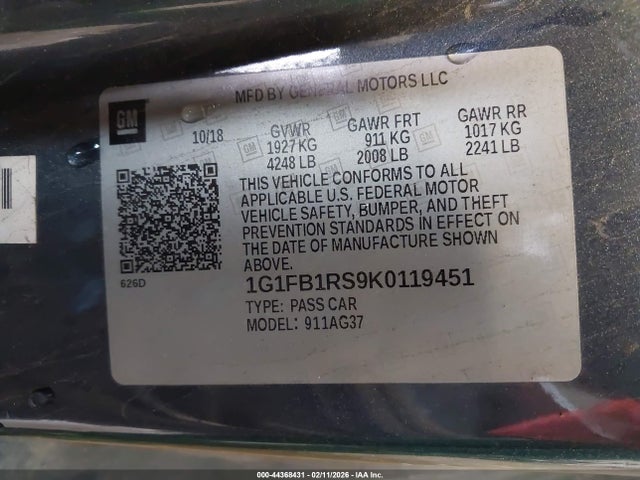 MFD BY GENERAL MOTORS LLC
GM
10/18 GVWR GAWR FRT GAWR RR
1927 KG 911 KG 1017 KG
4248 LB 2008 LB 2241 LB
THIS VEHICLE CONFORMS TO ALL
APPLICABLE U.S. FEDERAL MOTOR
VEHICLE SAFETY, BUMPER, AND THEFT
PREVENTION STANDARDS IN EFFECT ON
THE DATE OF MANUFACTURE SHOWN
ABOVE.
626D
1G1FB1RS9K0119451
TYPE: PASS CAR
MODEL: 911AG37
000-44368431 - 02/11/2026 - IAA Inc.